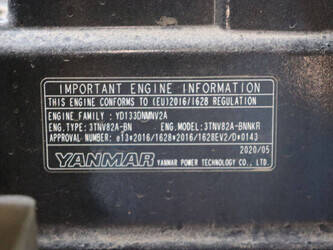 IMPORTANT ENGINE INFORMATION
THIS ENGINE CONFORMS TO (EU)2016/1628 REGULATION
ENGINE FAMILY : YD133DNMNV2A
ENG.TYPE: 3TNV82A-BN ENG. MODEL: 3TNV82A-BNNKR
APPROVAL NUMBER: e13*2016/1628*2016/1628EV2/D*0143
2020/05
YANMAR YANMAR POWER TECHNOLOGY CO., LTD.